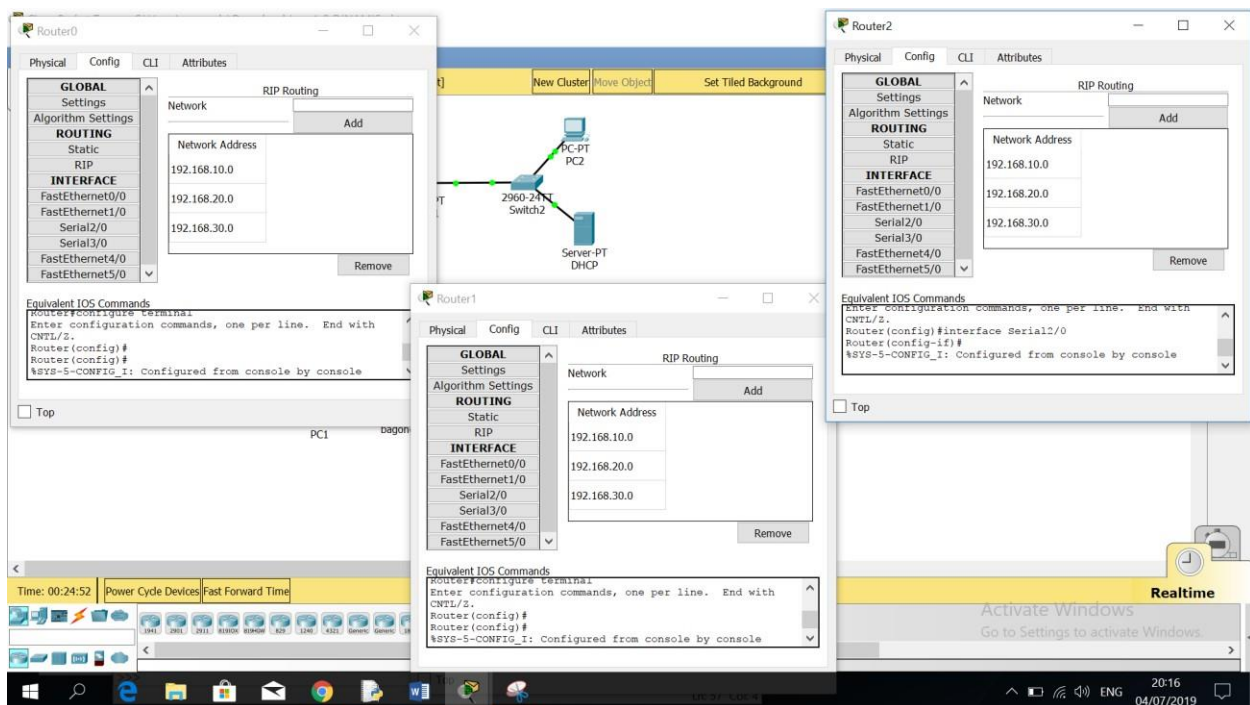 Router0
Physical Config CLI Attributes
GLOBAL
Settings
Algorithm Settings
ROUTING
Static
RIP
INTERFACE
FastEthernet0/0
FastEthernet1/0
Serial2/0
Serial3/0
FastEthernet4/0
FastEthernet5/0
RIP Routing
Network
Add
Network Address
192.168.10.0
192.168.20.0
192.168.30.0
Remove
Equivalent IOS Commands
Router#configure terminal
Enter configuration commands, one per line. End with
CNTL/Z.
Router(config)#
Router(config)#
%SYS-5-CONFIG_I: Configured from console by console
Top
New Cluster Move Object Set Tiled Background
PC-PT
PC2
2960-24TT
Switch2
Server-PT
DHCP
PC1
Router2
Physical Config CLI Attributes
GLOBAL
Settings
Algorithm Settings
ROUTING
Static
RIP
INTERFACE
FastEthernet0/0
FastEthernet1/0
Serial2/0
Serial3/0
FastEthernet4/0
FastEthernet5/0
RIP Routing
Network
Add
Network Address
192.168.10.0
192.168.20.0
192.168.30.0
Remove
Equivalent IOS Commands
Enter configuration commands, one per line. End with
CNTL/Z.
Router(config)#interface Serial2/0
Router(config-if)#
%SYS-5-CONFIG_I: Configured from console by console
Top
Router1
Physical Config CLI Attributes
GLOBAL
Settings
Algorithm Settings
ROUTING
Static
RIP
INTERFACE
FastEthernet0/0
FastEthernet1/0
Serial2/0
Serial3/0
FastEthernet4/0
FastEthernet5/0
RIP Routing
Network
Add
Network Address
192.168.10.0
192.168.20.0
192.168.30.0
Remove
Equivalent IOS Commands
Router#configure terminal
Enter configuration commands, one per line. End with
CNTL/Z.
Router(config)#
Router(config)#
%SYS-5-CONFIG_I: Configured from console by console
Top
Time: 00:24:52 Power Cycle Devices Fast Forward Time
Realtime
1941 2901 2911 819IOX 819HGW 829 1240 4321 Generic Generic
Activate Windows
Go to Settings to activate Windows.
ENG
20:16
04/07/2019